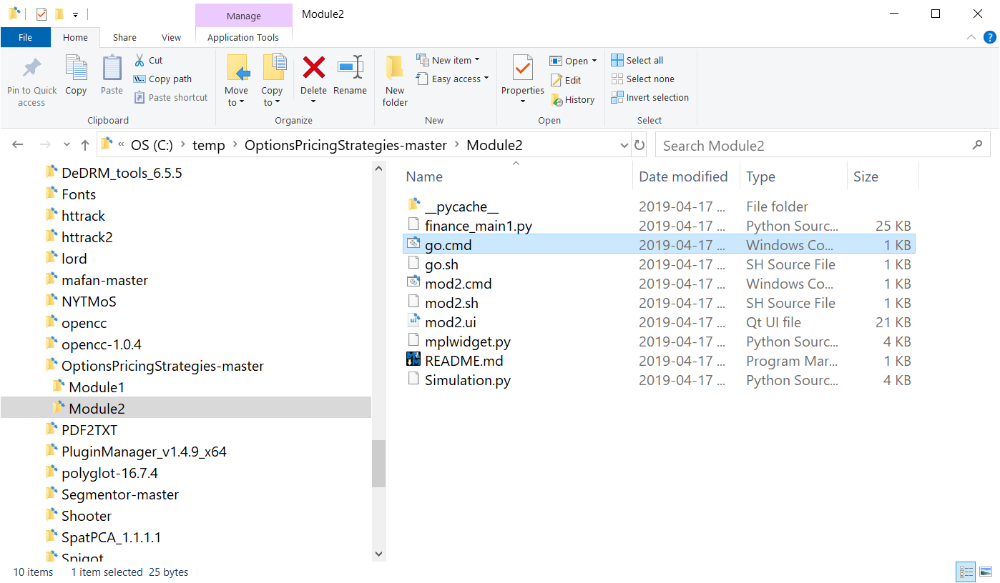 Manage Module2
File Home Share View Application Tools
Pin to Quick access
Copy
Paste
Cut
Copy path
Paste shortcut
Clipboard
Move to
Copy to
Delete
Rename
Organize
New folder
New item
Easy access
New
Properties
Open
Edit
History
Open
Select all
Select none
Invert selection
Select
« OS (C:) > temp > OptionsPricingStrategies-master > Module2
Search Module2
DeDRM_tools_6.5.5
Fonts
httrack
httrack2
lord
mafan-master
NYTMoS
opencc
opencc-1.0.4
OptionsPricingStrategies-master
Module1
Module2
PDF2TXT
PluginManager_v1.4.9_x64
polyglot-16.7.4
Segmentor-master
Shooter
SpatPCA_1.1.1.1
Spigot
Name Date modified Type Size
__pycache__ 2019-04-17 ... File folder
finance_main1.py 2019-04-17 ... Python Sourc... 25 KB
go.cmd 2019-04-17 ... Windows Co... 1 KB
go.sh 2019-04-17 ... SH Source File 1 KB
mod2.cmd 2019-04-17 ... Windows Co... 1 KB
mod2.sh 2019-04-17 ... SH Source File 1 KB
mod2.ui 2019-04-17 ... Qt UI file 21 KB
mplwidget.py 2019-04-17 ... Python Sourc... 4 KB
README.md 2019-04-17 ... Program Mar... 1 KB
Simulation.py 2019-04-17 ... Python Sourc... 4 KB
10 items 1 item selected 25 bytes